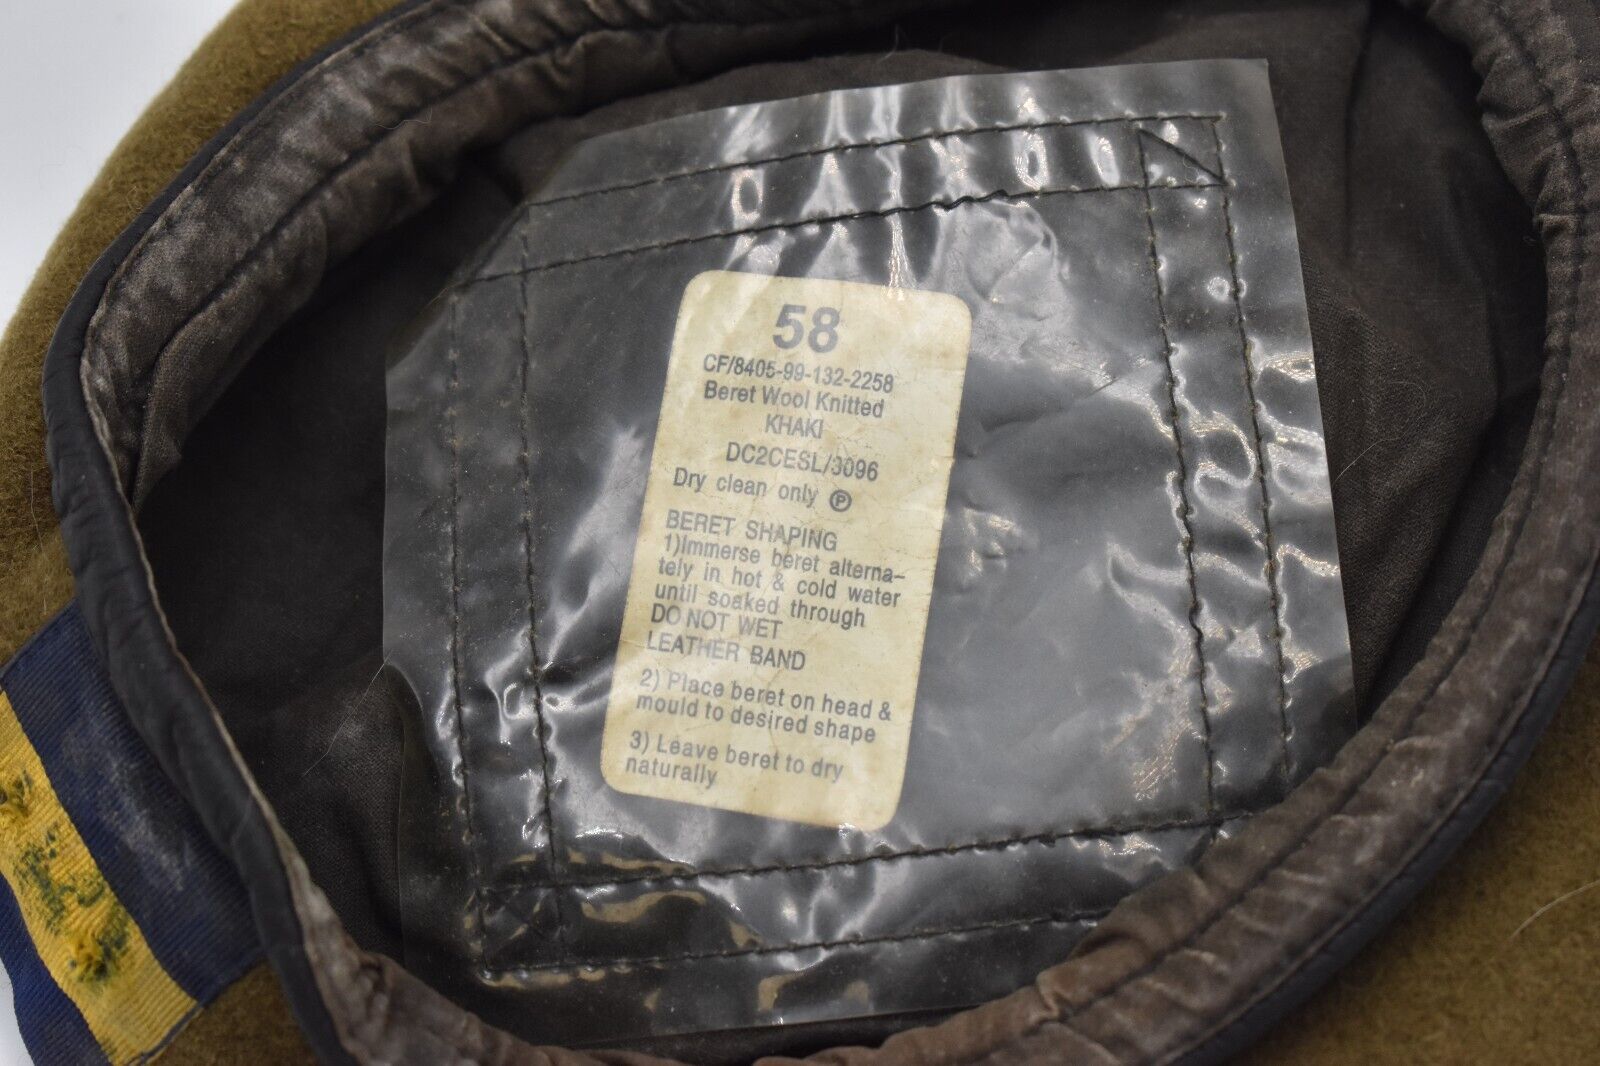 58
CF/8405-99-132-2258
Beret Wool Knitted
KHAKI
DC2CESL/3096
Dry clean only Ⓟ
BERET SHAPING
1)Immerse beret alterna-
tely in hot & cold water
until soaked through
DO NOT WET
LEATHER BAND
2) Place beret on head &
mould to desired shape
3) Leave beret to dry
naturally